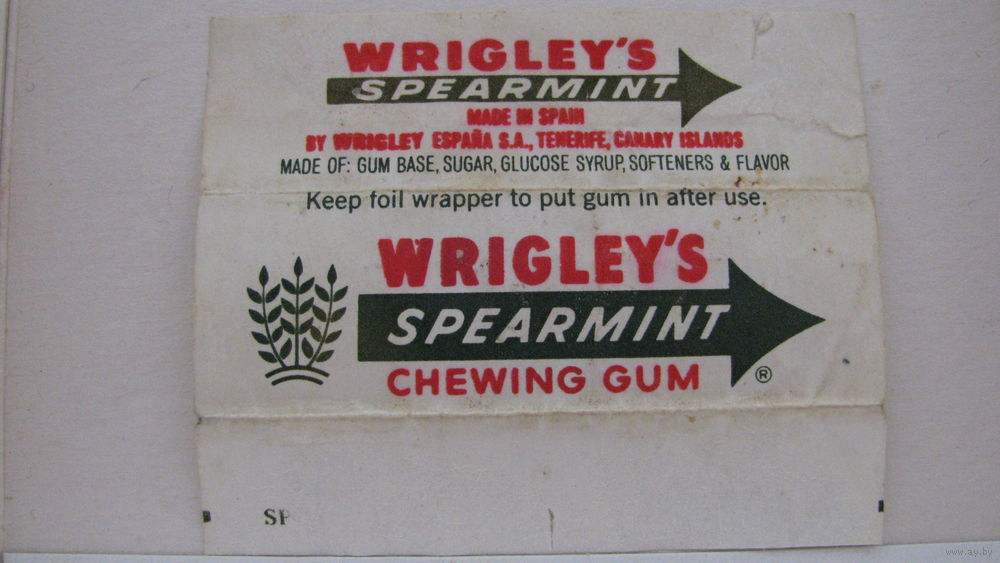 WRIGLEY'S
SPEARMINT
MADE IN SPAIN
BY WRIGLEY ESPAÑA S.A., TENERIFE, CANARY ISLANDS
MADE OF: GUM BASE, SUGAR, GLUCOSE SYRUP, SOFTENERS & FLAVOR
Keep foil wrapper to put gum in after use.
WRIGLEY'S
SPEARMINT
CHEWING GUM ®
SP
www.ay.by